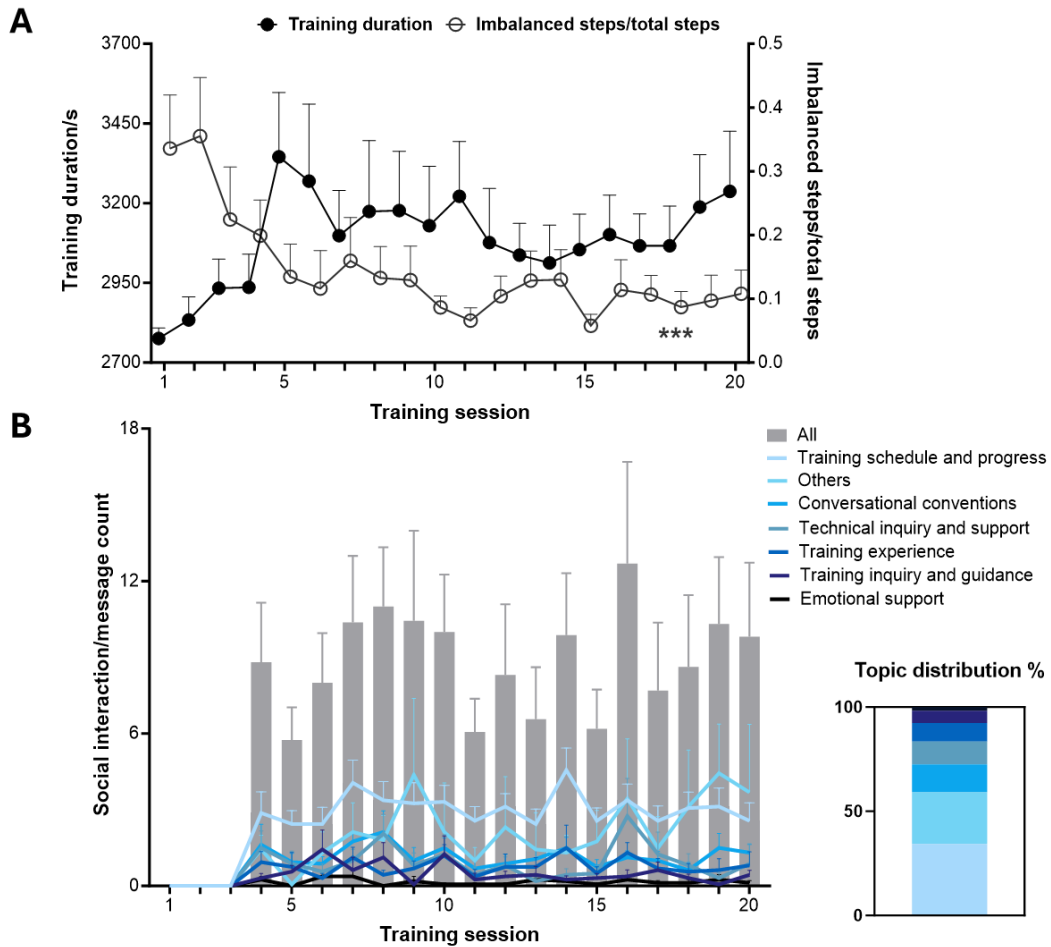 A
Training duration
Imbalanced steps/total steps
3700
3450
3200
2950
2700
Training duration/s
0.5
0.4
0.3
0.2
0.1
0.0
Imbalanced steps/total steps
***
1
5
10
15
20
Training session
B
18
12
6
0
Social interaction/message count
1
5
10
15
20
Training session
All
Training schedule and progress
Others
Conversational conventions
Technical inquiry and support
Training experience
Training inquiry and guidance
Emotional support
Topic distribution %
100
50
0